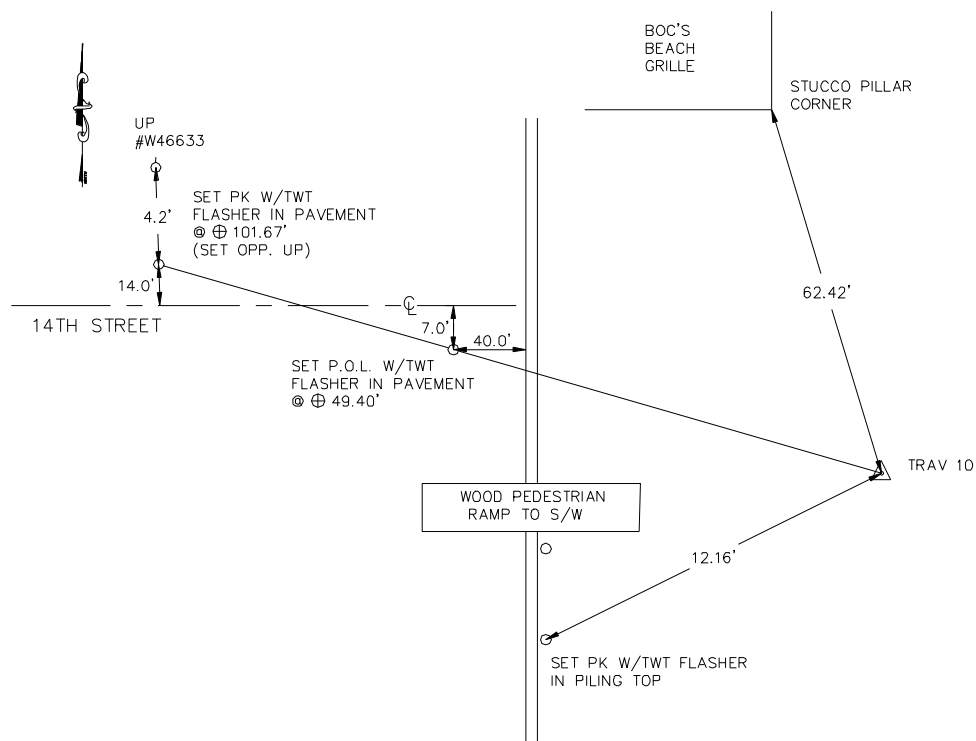 BOC'S
BEACH
GRILLE
STUCCO PILLAR
CORNER
UP
#W46633
SET PK W/TWT
FLASHER IN PAVEMENT
@ ⊕ 101.67'
(SET OPP. UP)
4.2'
14.0'
℄
14TH STREET
7.0'
40.0'
62.42'
SET P.O.L. W/TWT
FLASHER IN PAVEMENT
@ ⊕ 49.40'
TRAV 10
WOOD PEDESTRIAN
RAMP TO S/W
12.16'
SET PK W/TWT FLASHER
IN PILING TOP